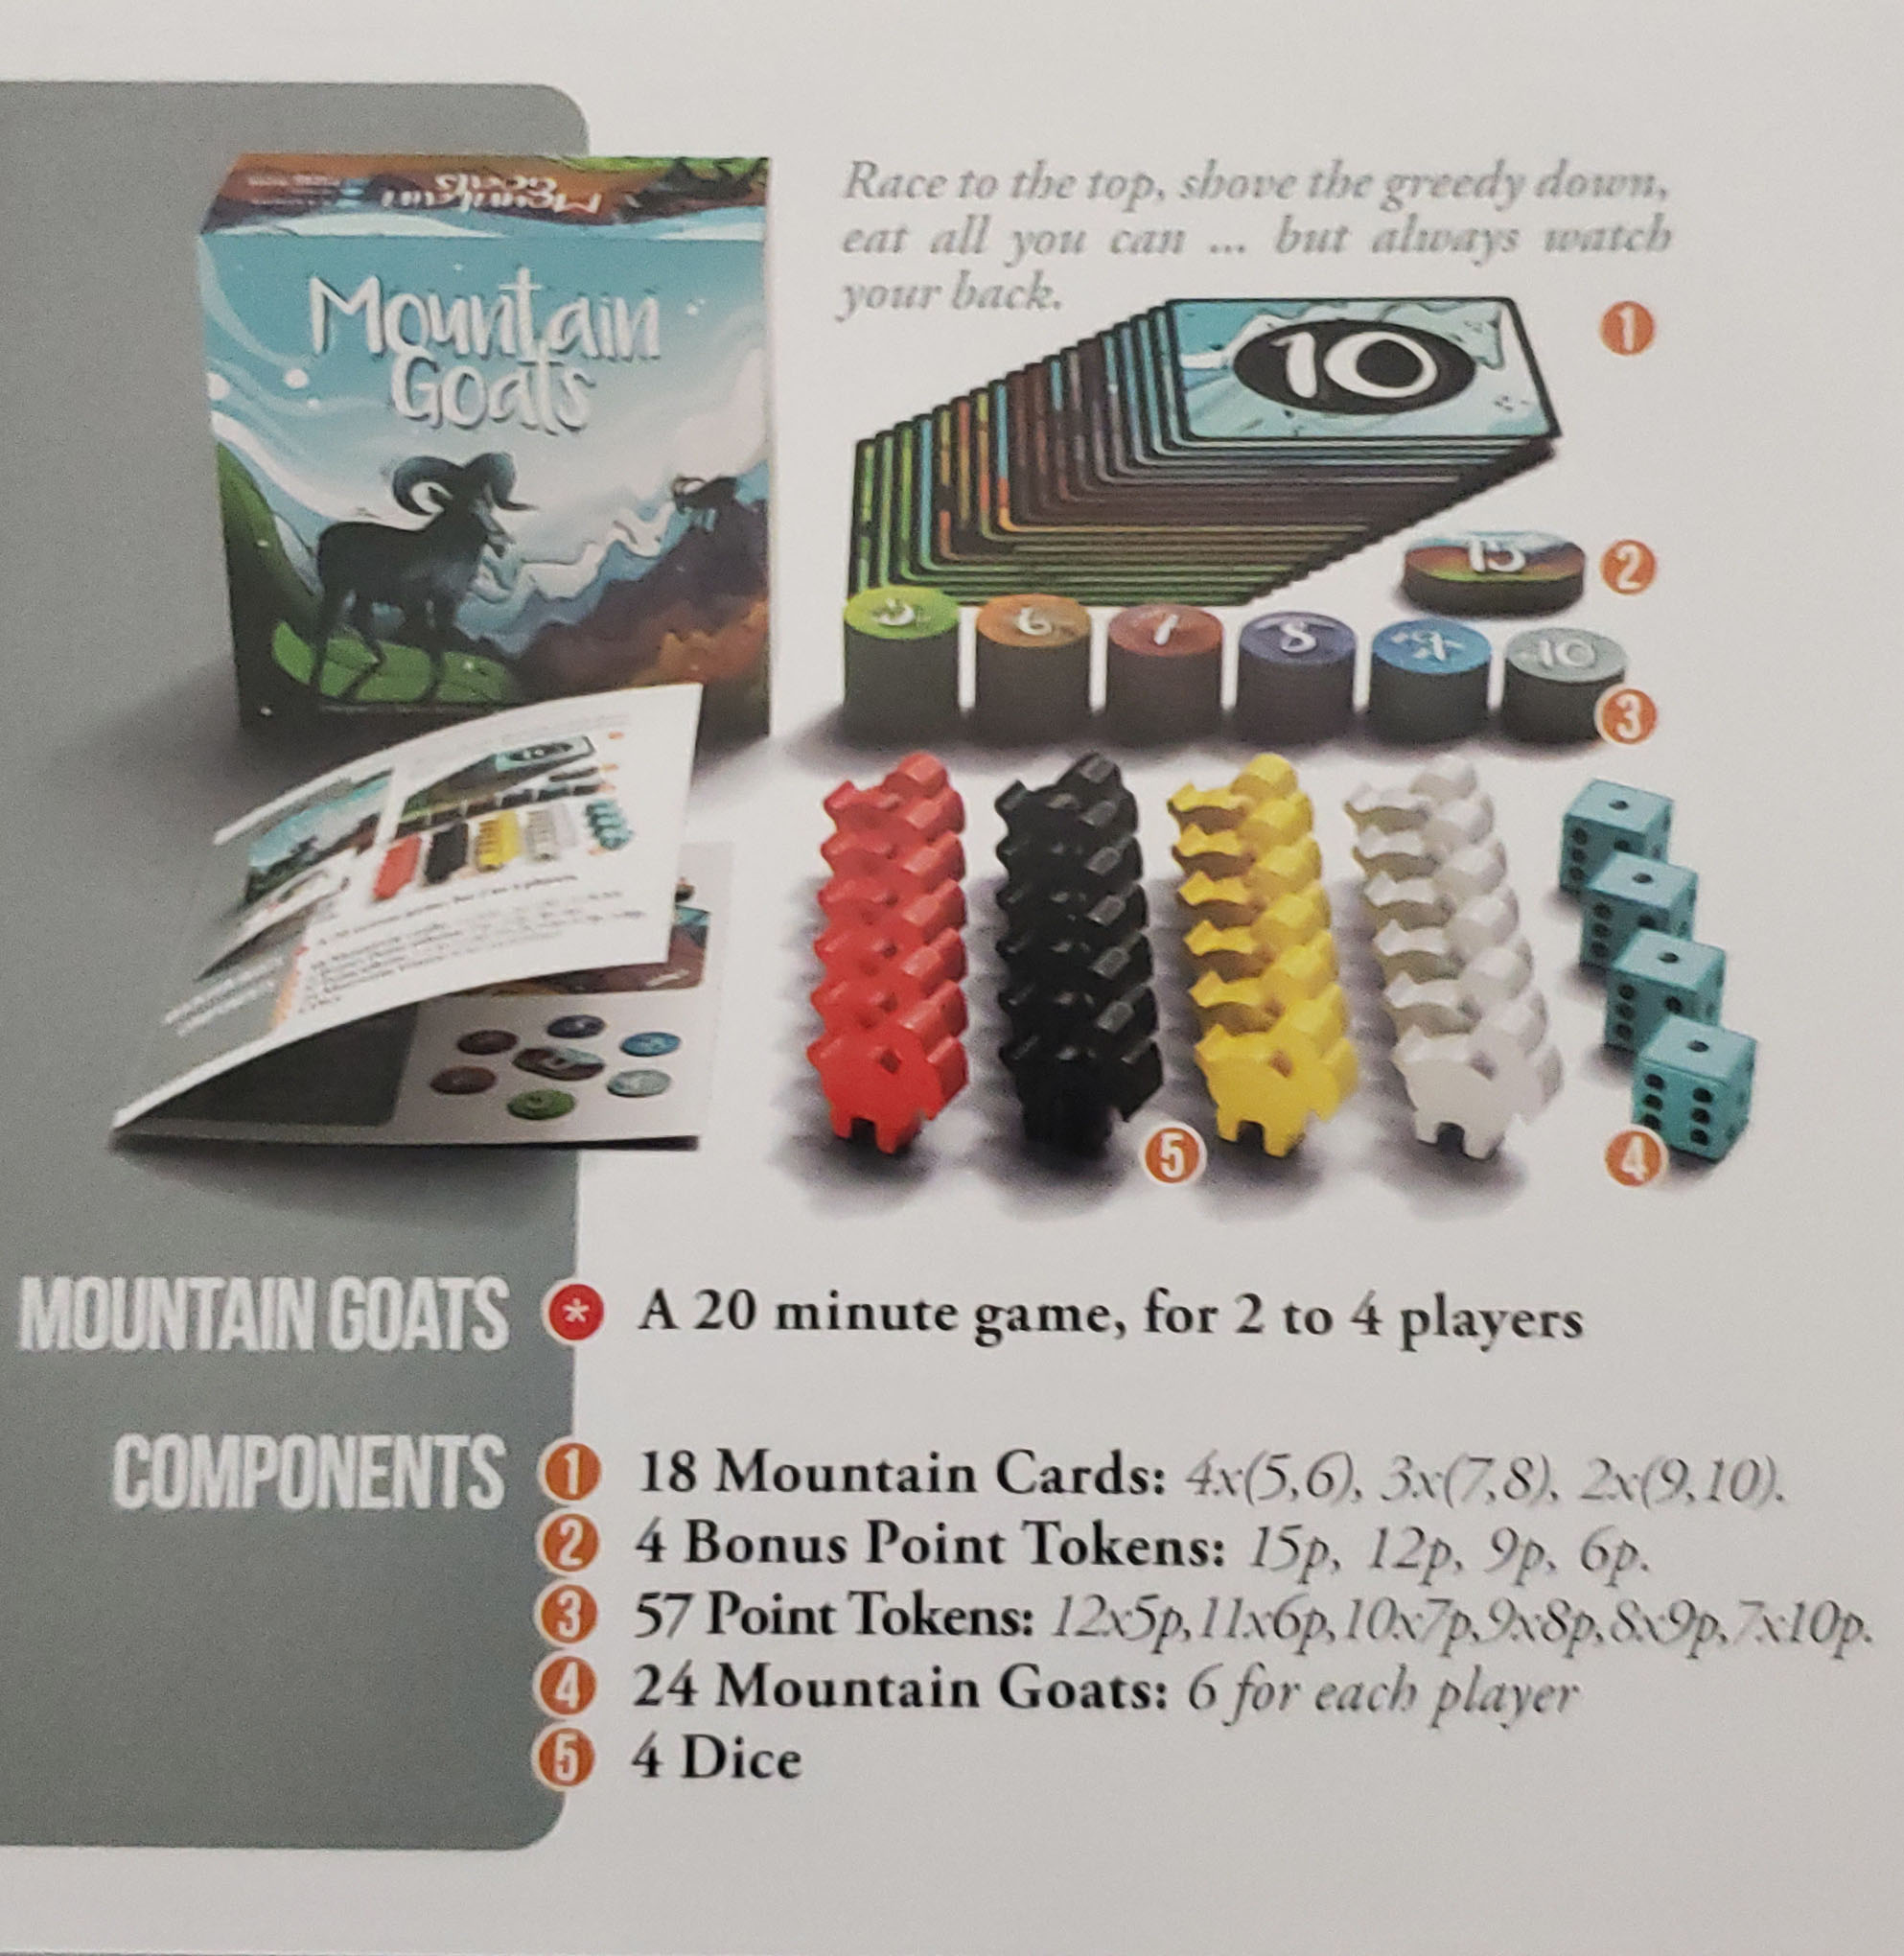 Mountain
Goats
Mountain
Goats
Race to the top, shove the greedy down,
eat all you can ... but always watch
your back.
10
1
15
2
5 6 7 8 9 10
3
5
4
MOUNTAIN GOATS * A 20 minute game, for 2 to 4 players
COMPONENTS 1 18 Mountain Cards: 4x(5,6), 3x(7,8), 2x(9,10).
2 4 Bonus Point Tokens: 15p, 12p, 9p, 6p.
3 57 Point Tokens: 12x5p,11x6p,10x7p,9x8p,8x9p,7x10p.
4 24 Mountain Goats: 6 for each player
5 4 Dice